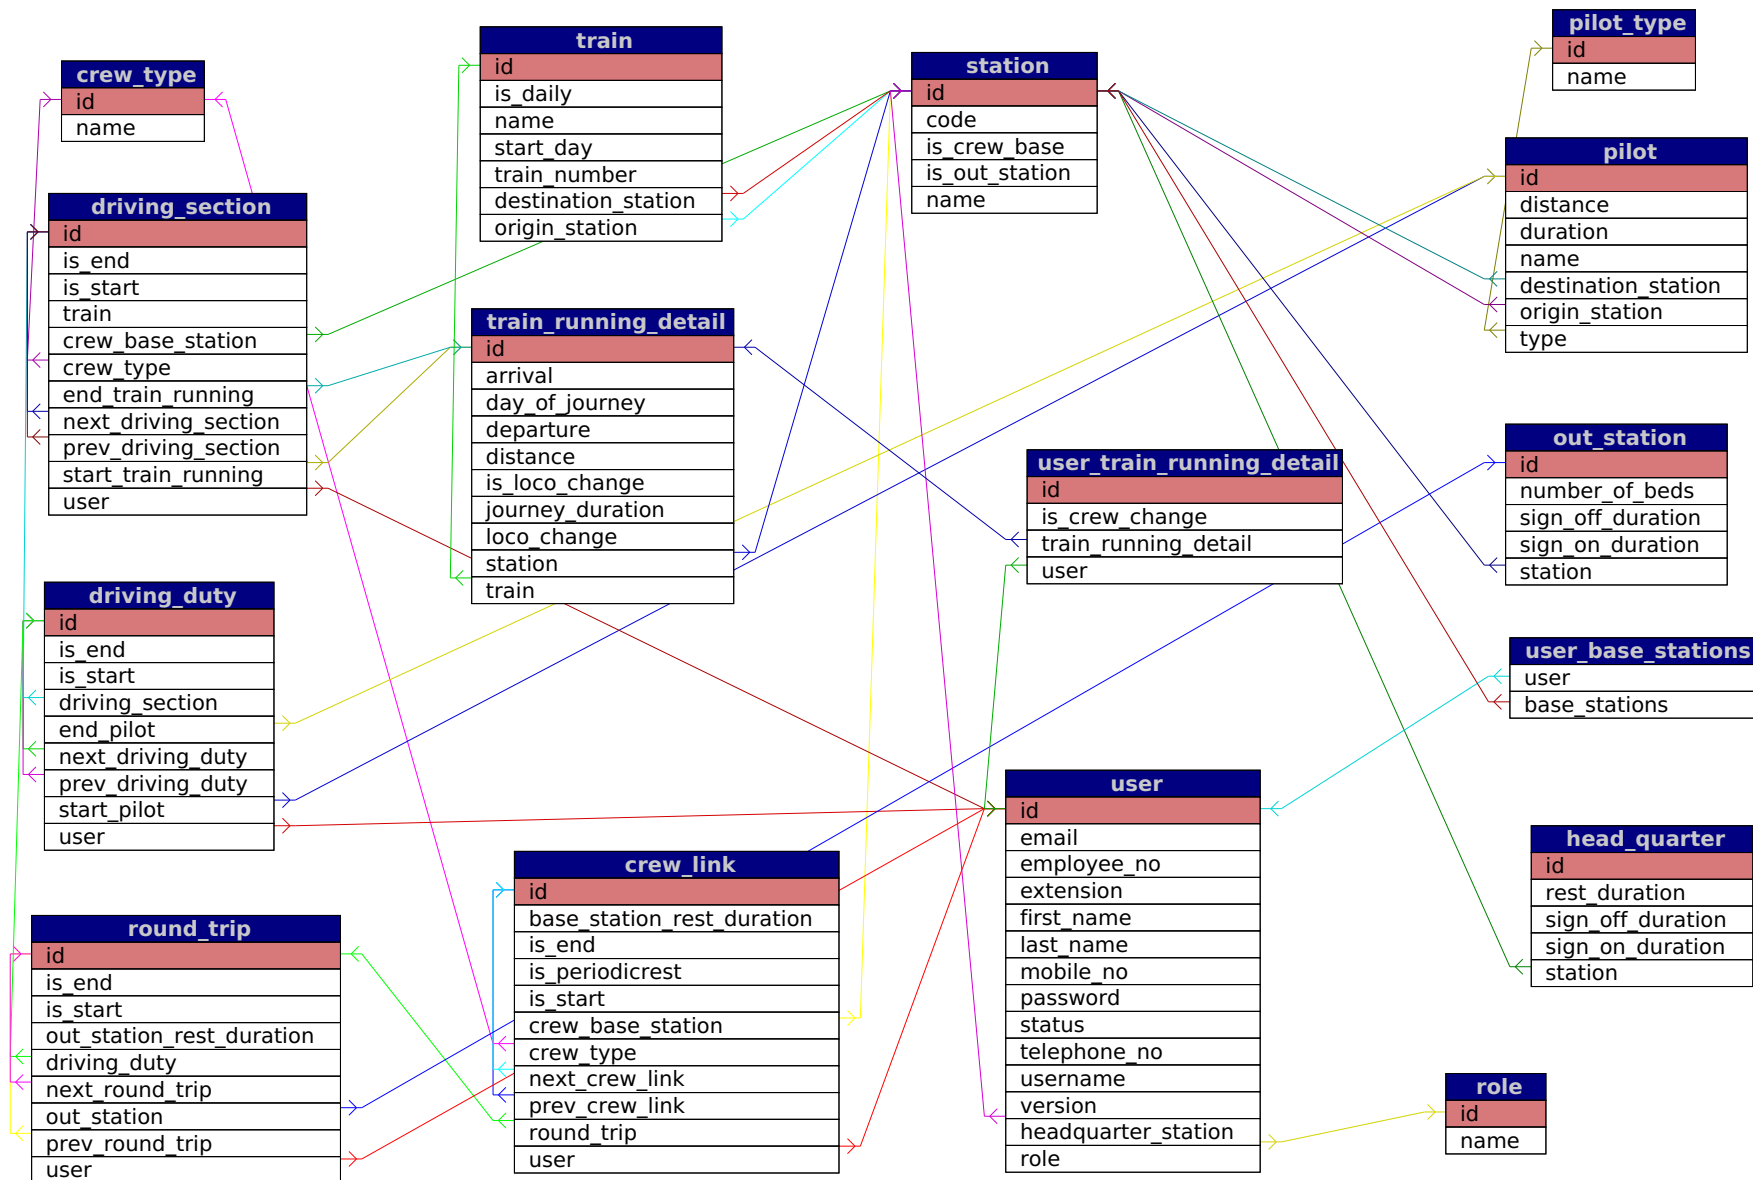 crew_type
id
name
driving_section
id
is_end
is_start
train
crew_base_station
crew_type
end_train_running
next_driving_section
prev_driving_section
start_train_running
user
driving_duty
id
is_end
is_start
driving_section
end_pilot
next_driving_duty
prev_driving_duty
start_pilot
user
round_trip
id
is_end
is_start
out_station_rest_duration
driving_duty
next_round_trip
out_station
prev_round_trip
user
train
id
is_daily
name
start_day
train_number
destination_station
origin_station
train_running_detail
id
arrival
day_of_journey
departure
distance
is_loco_change
journey_duration
loco_change
station
train
crew_link
id
base_station_rest_duration
is_end
is_periodicrest
is_start
crew_base_station
crew_type
next_crew_link
prev_crew_link
round_trip
user
station
id
code
is_crew_base
is_out_station
name
user_train_running_detail
id
is_crew_change
train_running_detail
user
user
id
email
employee_no
extension
first_name
last_name
mobile_no
password
status
telephone_no
username
version
headquarter_station
role
pilot_type
id
name
pilot
id
distance
duration
name
destination_station
origin_station
type
out_station
id
number_of_beds
sign_off_duration
sign_on_duration
station
user_base_stations
user
base_stations
head_quarter
id
rest_duration
sign_off_duration
sign_on_duration
station
role
id
name